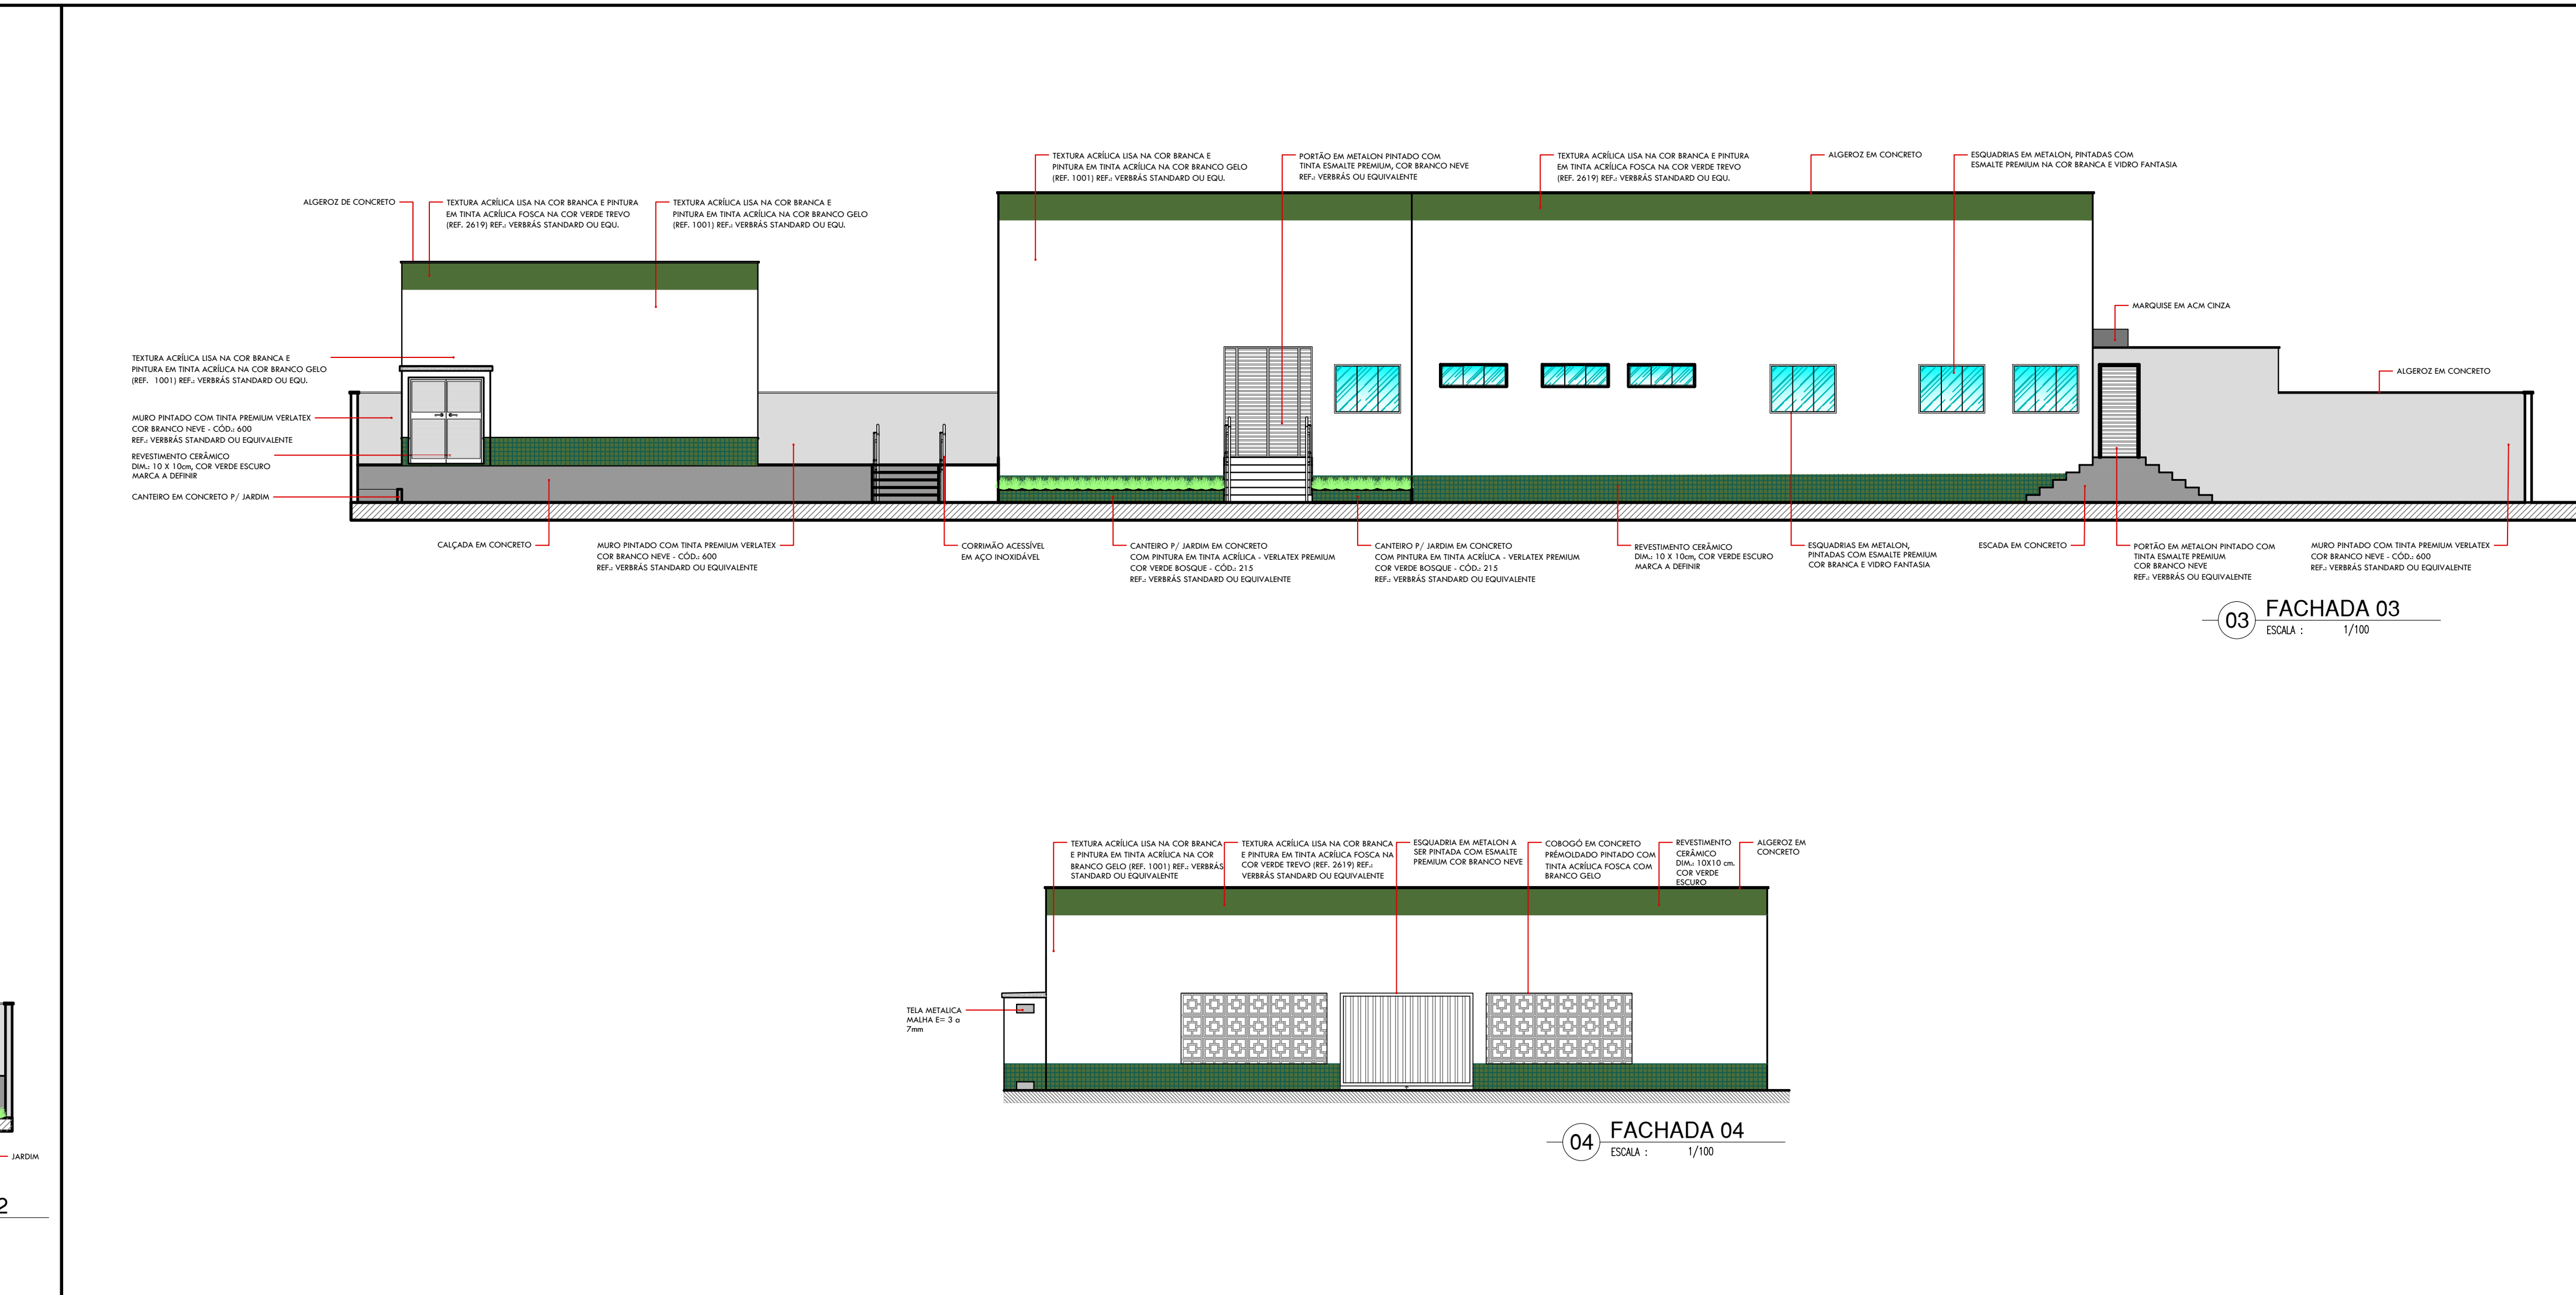 TEXTURA ACRÍLICA LISA NA COR BRANCA E
PINTURA EM TINTA ACRÍLICA NA COR BRANCO GELO
(REF. 1001) REF.: VERBRÁS STANDARD OU EQU.
PORTÃO EM METALON PINTADO COM
TINTA ESMALTE PREMIUM, COR BRANCO NEVE
REF.: VERBRÁS OU EQUIVALENTE
TEXTURA ACRÍLICA LISA NA COR BRANCA E PINTURA
EM TINTA ACRÍLICA FOSCA NA COR VERDE TREVO
(REF. 2619) REF.: VERBRÁS STANDARD OU EQU.
ALGEROZ EM CONCRETO
ESQUADRIAS EM METALON, PINTADAS COM
ESMALTE PREMIUM NA COR BRANCA E VIDRO FANTASIA
ALGEROZ DE CONCRETO
TEXTURA ACRÍLICA LISA NA COR BRANCA E PINTURA
EM TINTA ACRÍLICA FOSCA NA COR VERDE TREVO
(REF. 2619) REF.: VERBRÁS STANDARD OU EQU.
TEXTURA ACRÍLICA LISA NA COR BRANCA E
PINTURA EM TINTA ACRÍLICA NA COR BRANCO GELO
(REF. 1001) REF.: VERBRÁS STANDARD OU EQU.
MARQUISE EM ACM CINZA
TEXTURA ACRÍLICA LISA NA COR BRANCA E
PINTURA EM TINTA ACRÍLICA NA COR BRANCO GELO
(REF. 1001) REF.: VERBRÁS STANDARD OU EQU.
ALGEROZ EM CONCRETO
MURO PINTADO COM TINTA PREMIUM VERLATEX
COR BRANCO NEVE - CÓD.: 600
REF.: VERBRÁS STANDARD OU EQUIVALENTE
REVESTIMENTO CERÂMICO
DIM.: 10 X 10cm, COR VERDE ESCURO
MARCA A DEFINIR
CANTEIRO EM CONCRETO P/ JARDIM
CALÇADA EM CONCRETO
MURO PINTADO COM TINTA PREMIUM VERLATEX
COR BRANCO NEVE - CÓD.: 600
REF.: VERBRÁS STANDARD OU EQUIVALENTE
CORRIMÃO ACESSÍVEL
EM AÇO INOXIDÁVEL
CANTEIRO P/ JARDIM EM CONCRETO
COM PINTURA EM TINTA ACRÍLICA - VERLATEX PREMIUM
COR VERDE BOSQUE - CÓD.: 215
REF.: VERBRÁS STANDARD OU EQUIVALENTE
CANTEIRO P/ JARDIM EM CONCRETO
COM PINTURA EM TINTA ACRÍLICA - VERLATEX PREMIUM
COR VERDE BOSQUE - CÓD.: 215
REF.: VERBRÁS STANDARD OU EQUIVALENTE
REVESTIMENTO CERÂMICO
DIM.: 10 X 10cm, COR VERDE ESCURO
MARCA A DEFINIR
ESQUADRIAS EM METALON,
PINTADAS COM ESMALTE PREMIUM
COR BRANCA E VIDRO FANTASIA
ESCADA EM CONCRETO
PORTÃO EM METALON PINTADO COM
TINTA ESMALTE PREMIUM
COR BRANCO NEVE
REF.: VERBRÁS OU EQUIVALENTE
MURO PINTADO COM TINTA PREMIUM VERLATEX
COR BRANCO NEVE - CÓD.: 600
REF.: VERBRÁS STANDARD OU EQUIVALENTE
03
FACHADA 03
ESCALA : 1/100
TEXTURA ACRÍLICA LISA NA COR BRANCA
E PINTURA EM TINTA ACRÍLICA NA COR
BRANCO GELO (REF. 1001) REF.: VERBRÁS
STANDARD OU EQUIVALENTE
TEXTURA ACRÍLICA LISA NA COR BRANCA
E PINTURA EM TINTA ACRÍLICA FOSCA NA
COR VERDE TREVO (REF. 2619) REF.:
VERBRÁS STANDARD OU EQUIVALENTE
ESQUADRIA EM METALON A
SER PINTADA COM ESMALTE
PREMIUM COR BRANCO NEVE
COBOGÓ EM CONCRETO
PRÉMOLDADO PINTADO COM
TINTA ACRÍLICA FOSCA COM
BRANCO GELO
REVESTIMENTO
CERÂMICO
DIM.: 10X10 cm.
COR VERDE
ESCURO
ALGEROZ EM
CONCRETO
TELA METALICA
MALHA E= 3 a
7mm
04
FACHADA 04
ESCALA : 1/100
JARDIM
2